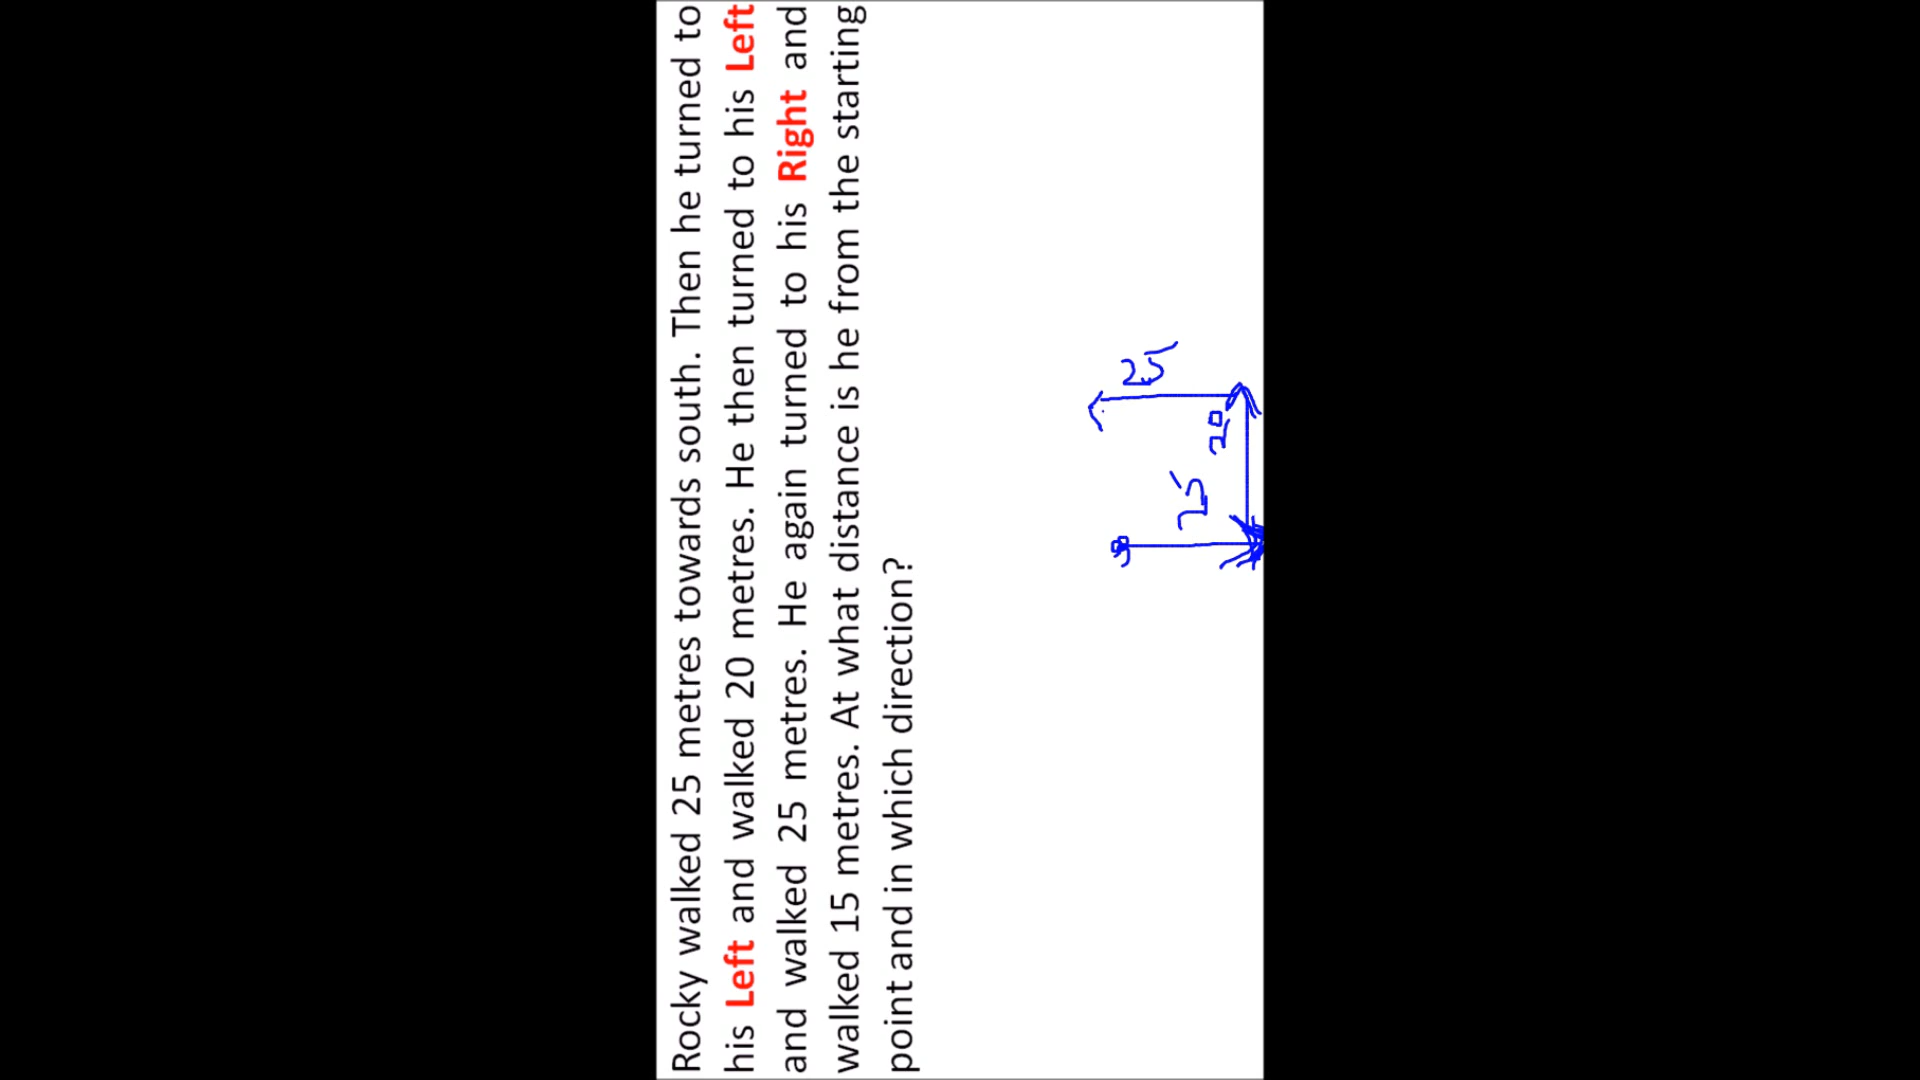 Rocky walked 25 metres towards south. Then he turned to
his Left and walked 20 metres. He then turned to his Left
and walked 25 metres. He again turned to his Right and
walked 15 metres. At what distance is he from the starting
point and in which direction?
25
20
25